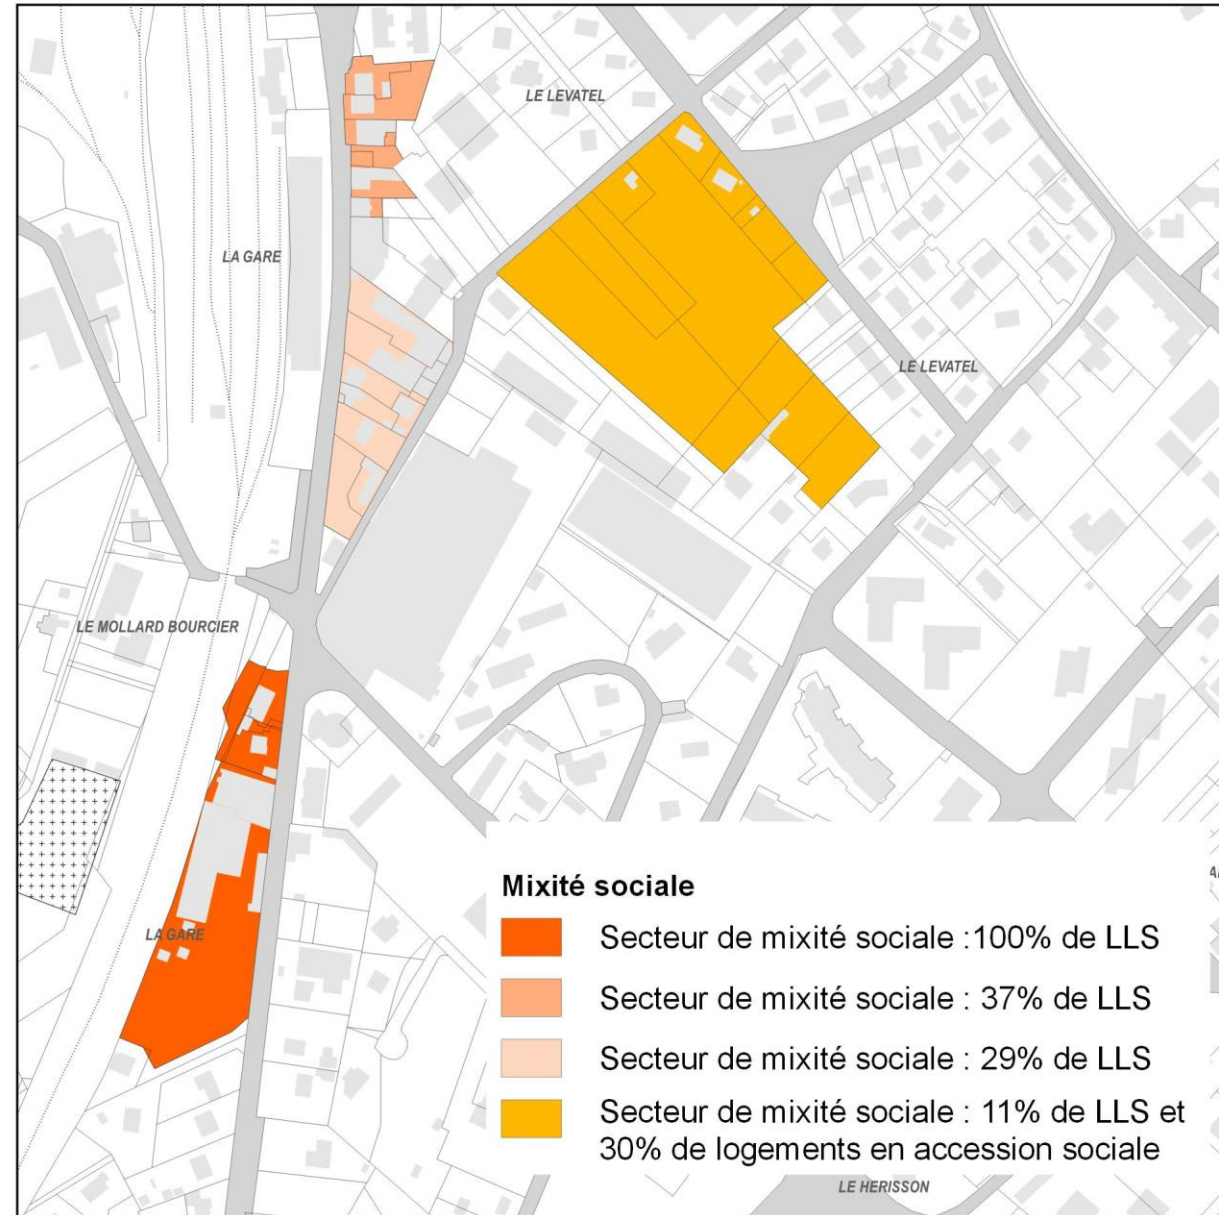 LE LEVATEL
LA GARE
LE LEVATEL
LE MOLLARD BOURCIER
LA GARE
Mixité sociale
Secteur de mixité sociale :100% de LLS
Secteur de mixité sociale : 37% de LLS
Secteur de mixité sociale : 29% de LLS
Secteur de mixité sociale : 11% de LLS et
30% de logements en accession sociale
LE HERISSON